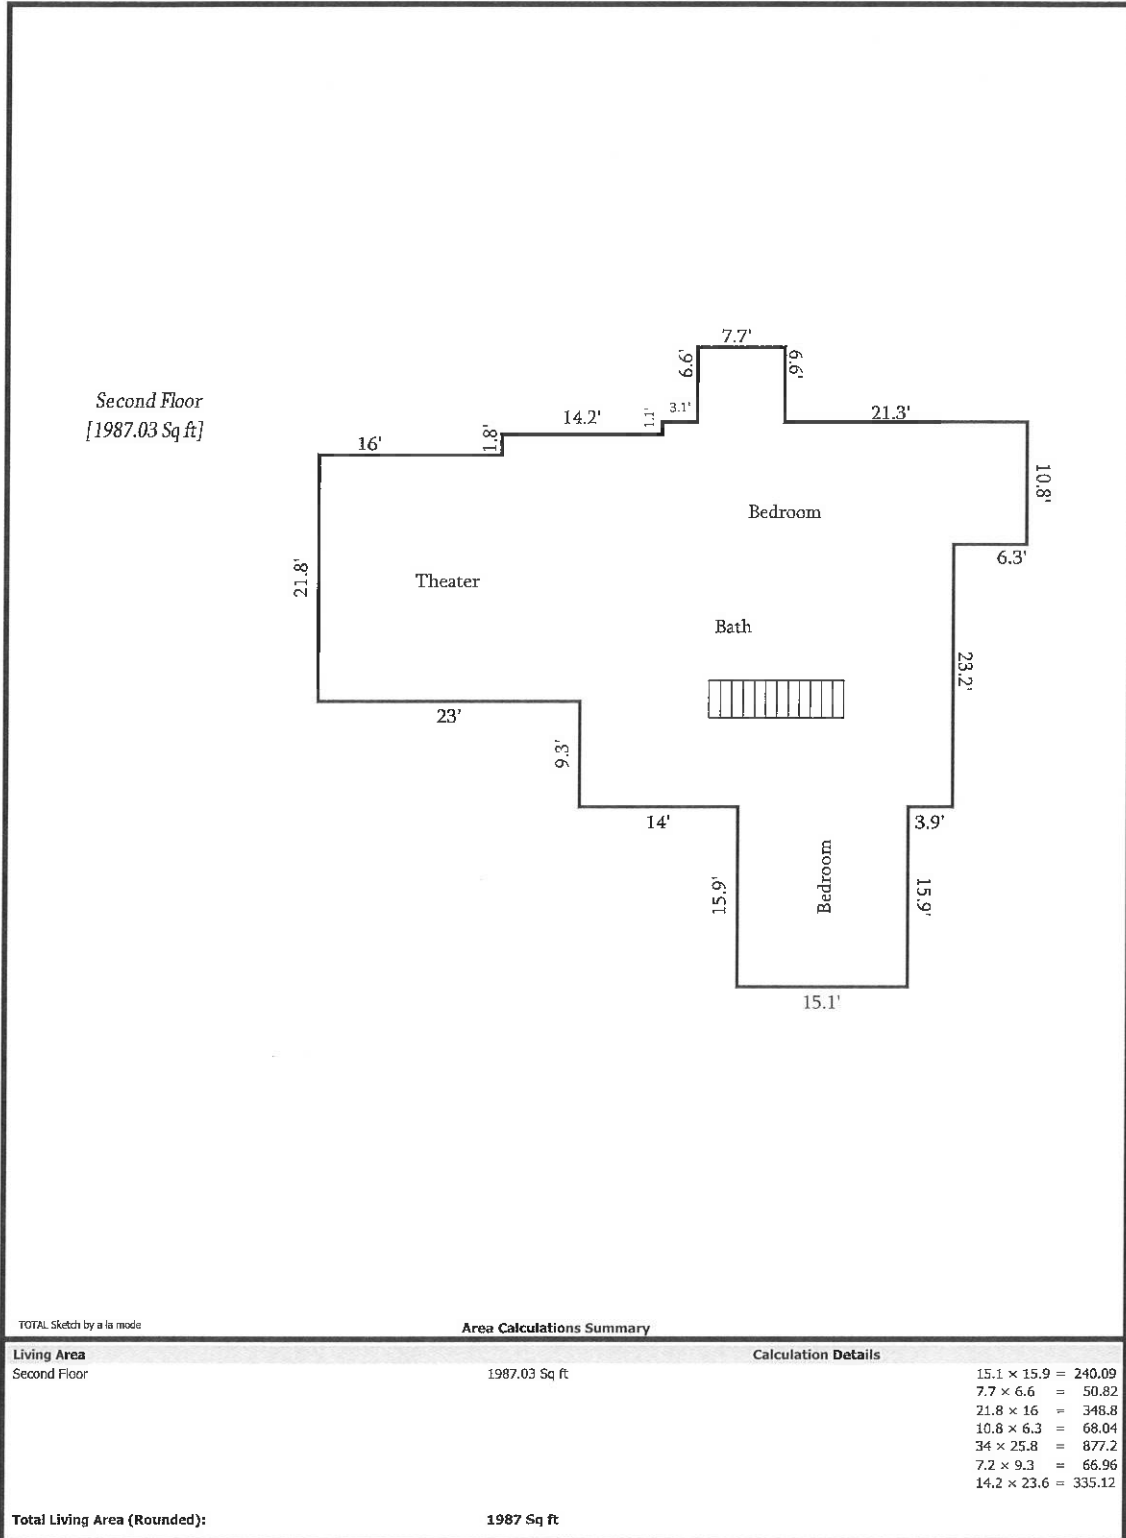 7.7'
6.6'
6.6'
Second Floor
[1987.03 Sq ft]
3.1'
1.1'
14.2'
21.3'
16'
1.8'
10.8'
Bedroom
6.3'
21.8'
Theater
Bath
23.2'
23'
9.3'
14'
3.9'
Bedroom
15.9'
15.9'
15.1'
TOTAL Sketch by a la mode
Area Calculations Summary
Living Area Calculation Details
Second Floor 1987.03 Sq ft 15.1 × 15.9 = 240.09
7.7 × 6.6 = 50.82
21.8 × 16 = 348.8
10.8 × 6.3 = 68.04
34 × 25.8 = 877.2
7.2 × 9.3 = 66.96
14.2 × 23.6 = 335.12
Total Living Area (Rounded): 1987 Sq ft